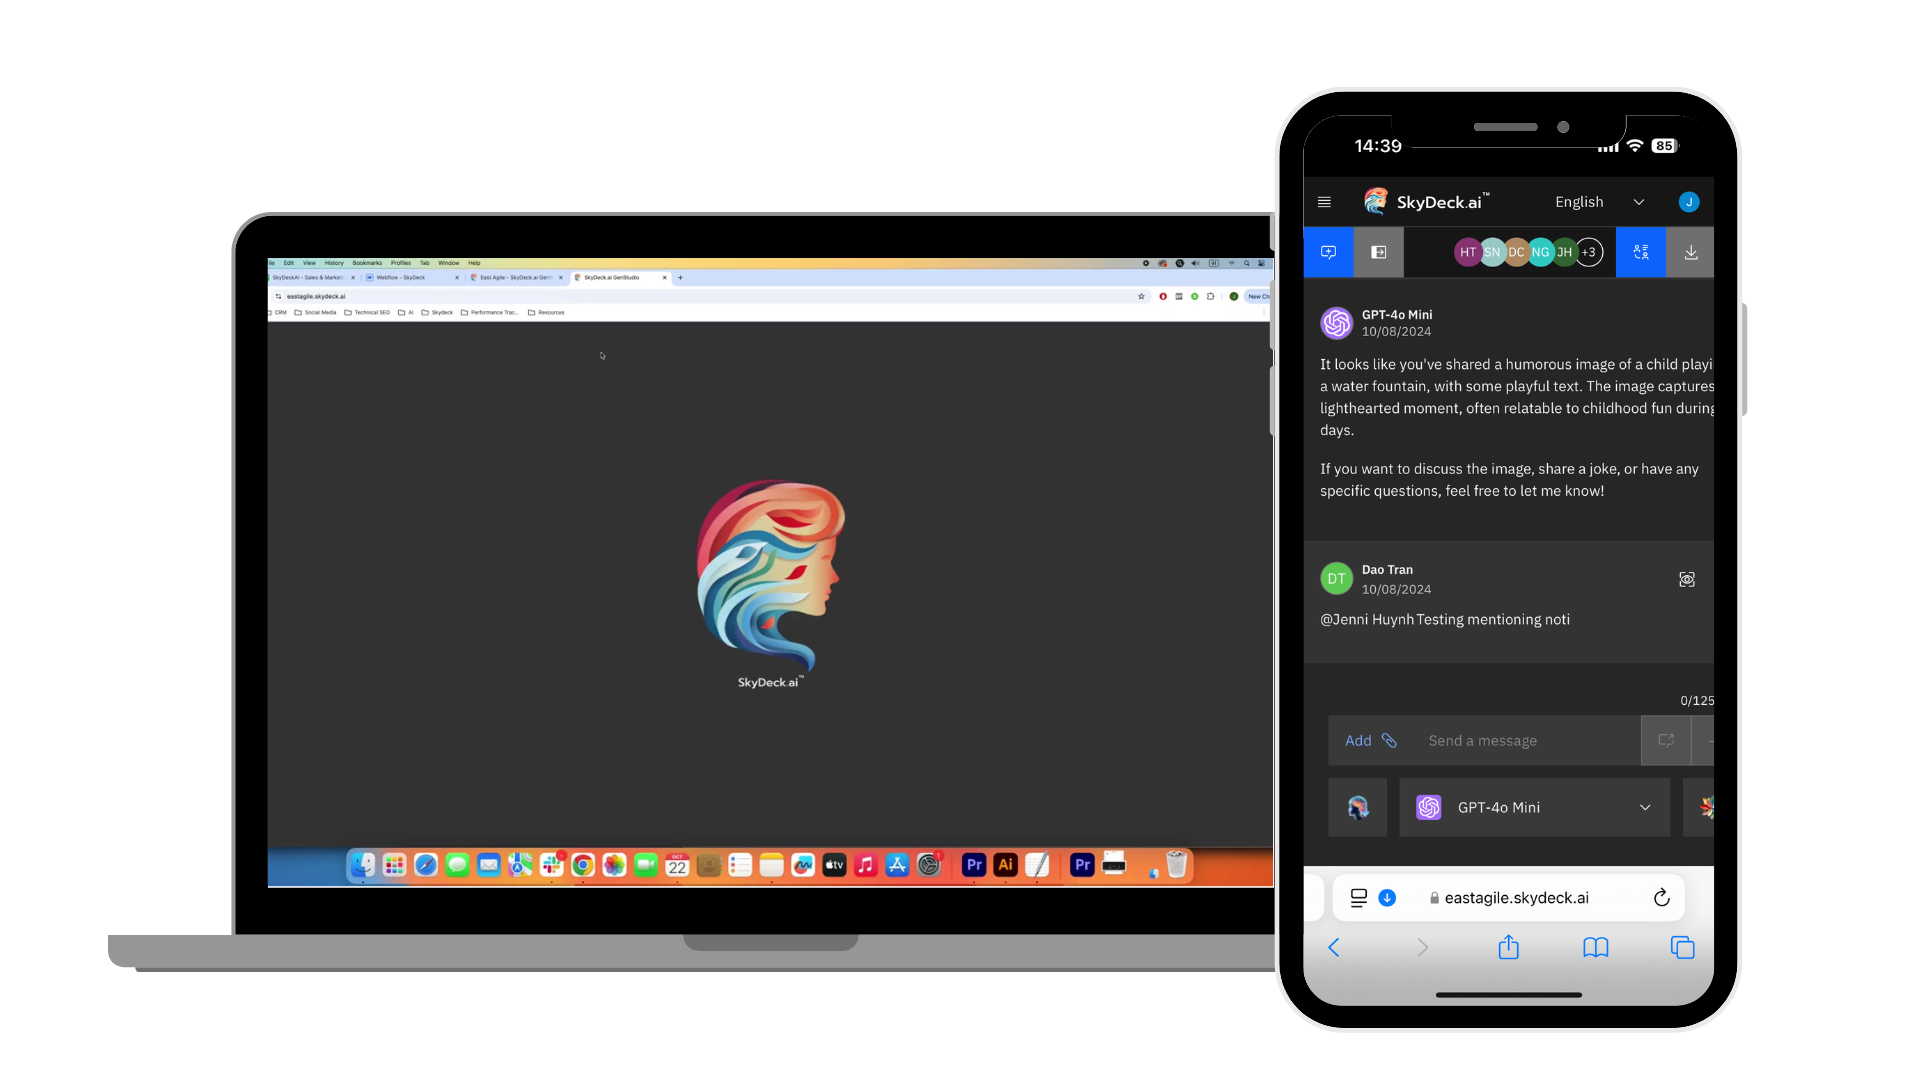 Edit View History Bookmarks Profiles Tab Window Help
SkyDeckAI - Sales & Market
Webflow - SkyDeck
East Agile - SkyDeck.ai GenS
SkyDeck.ai GenStudio
eastagile.skydeck.ai
New Ch
CRM Social Media Technical SEO AI Skydeck Performance Trac... Resources
SkyDeck.ai™
OCT
22
tv
Pr Ai Pr
14:39 85
SkyDeck.ai™ English J
HT SN DC NG JH +3
GPT-4o Mini
10/08/2024
It looks like you've shared a humorous image of a child playi
a water fountain, with some playful text. The image captures
lighthearted moment, often relatable to childhood fun during
days.
If you want to discuss the image, share a joke, or have any
specific questions, feel free to let me know!
DT
Dao Tran
10/08/2024
@Jenni Huynh Testing mentioning noti
0/125
Add Send a message
GPT-4o Mini
eastagile.skydeck.ai